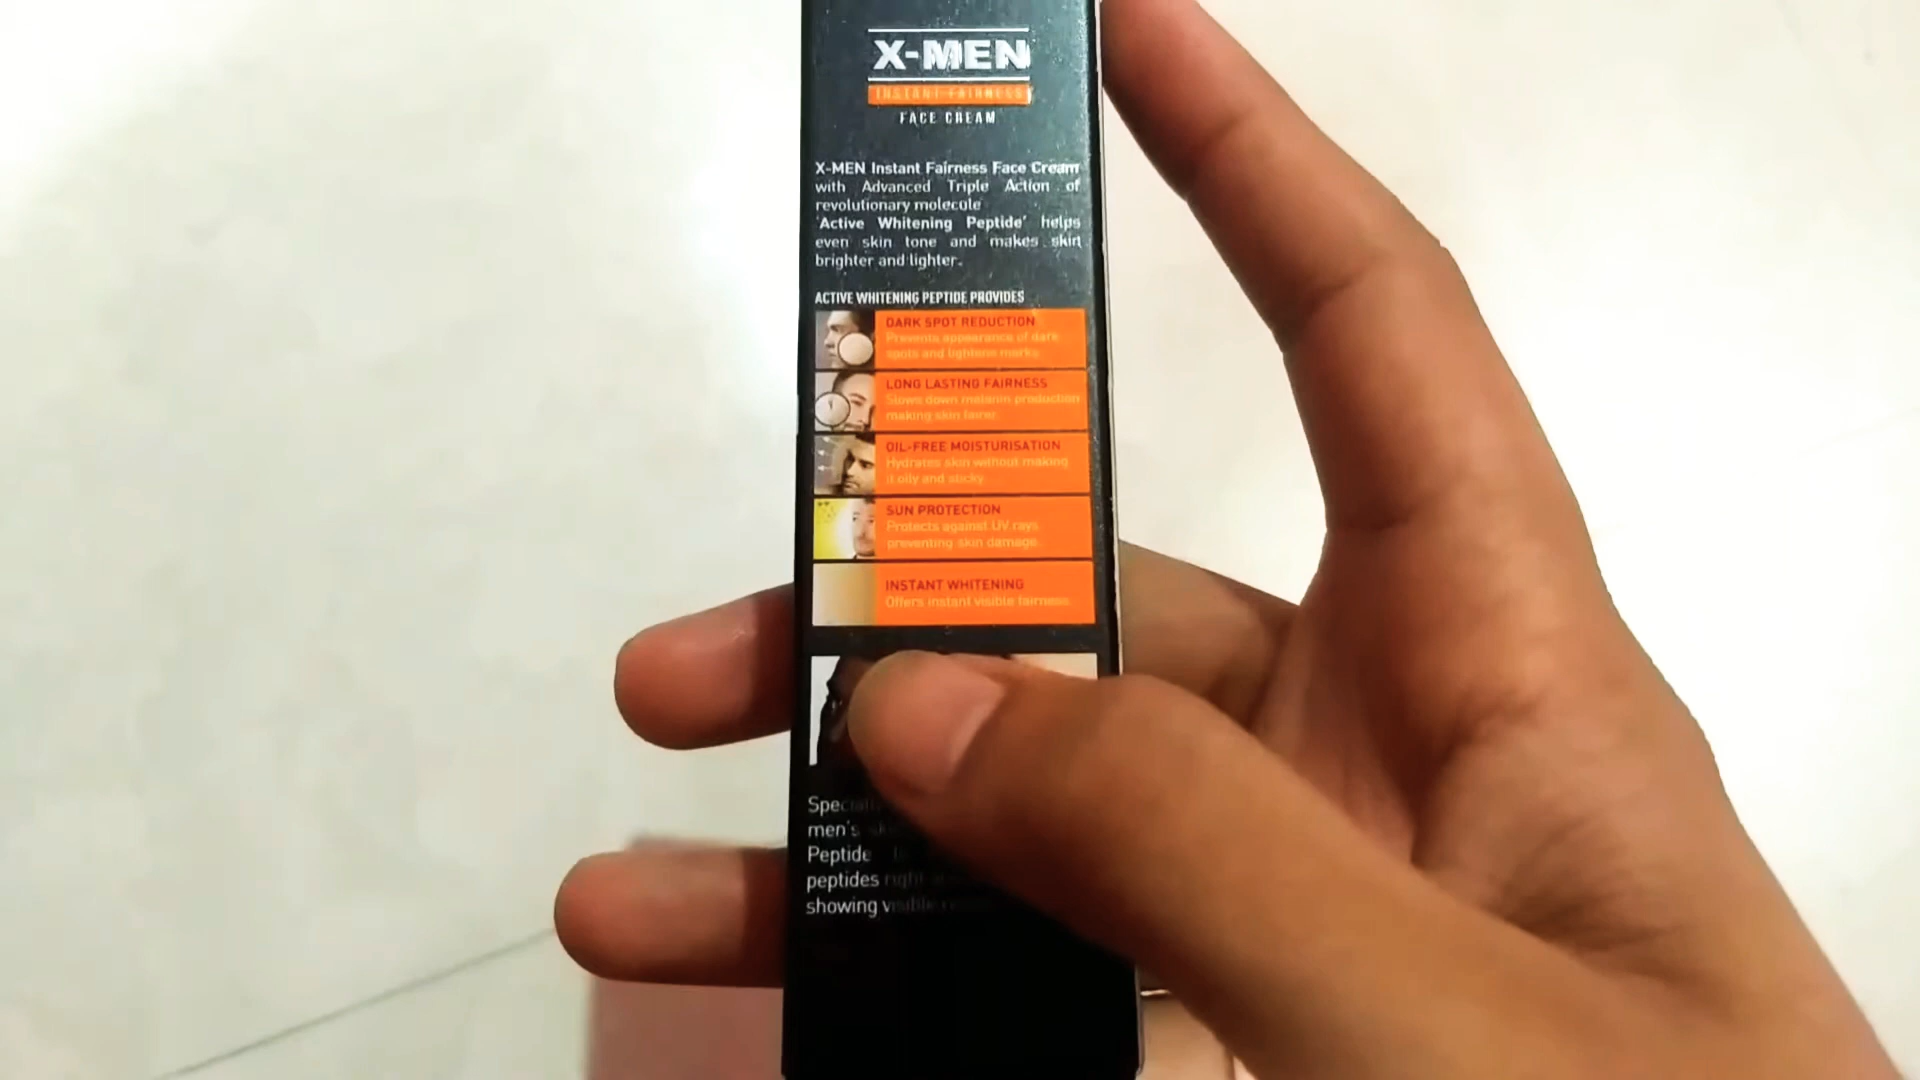 X-MEN
INSTANT FAIRNESS
FACE CREAM
X-MEN Instant Fairness Face Cream
with Advanced Triple Action of
revolutionary molecule
'Active Whitening Peptide' helps
even skin tone and makes skin
brighter and lighter.
ACTIVE WHITENING PEPTIDE PROVIDES
DARK SPOT REDUCTION
Prevents appearance of dark
spots and lightens marks.
LONG LASTING FAIRNESS
Slows down melanin production
making skin fairer.
OIL-FREE MOISTURISATION
Hydrates skin without making
it oily and sticky.
SUN PROTECTION
Protects against UV rays
preventing skin damage.
INSTANT WHITENING
Offers instant visible fairness.
men's
Peptide
peptides right
showing visible